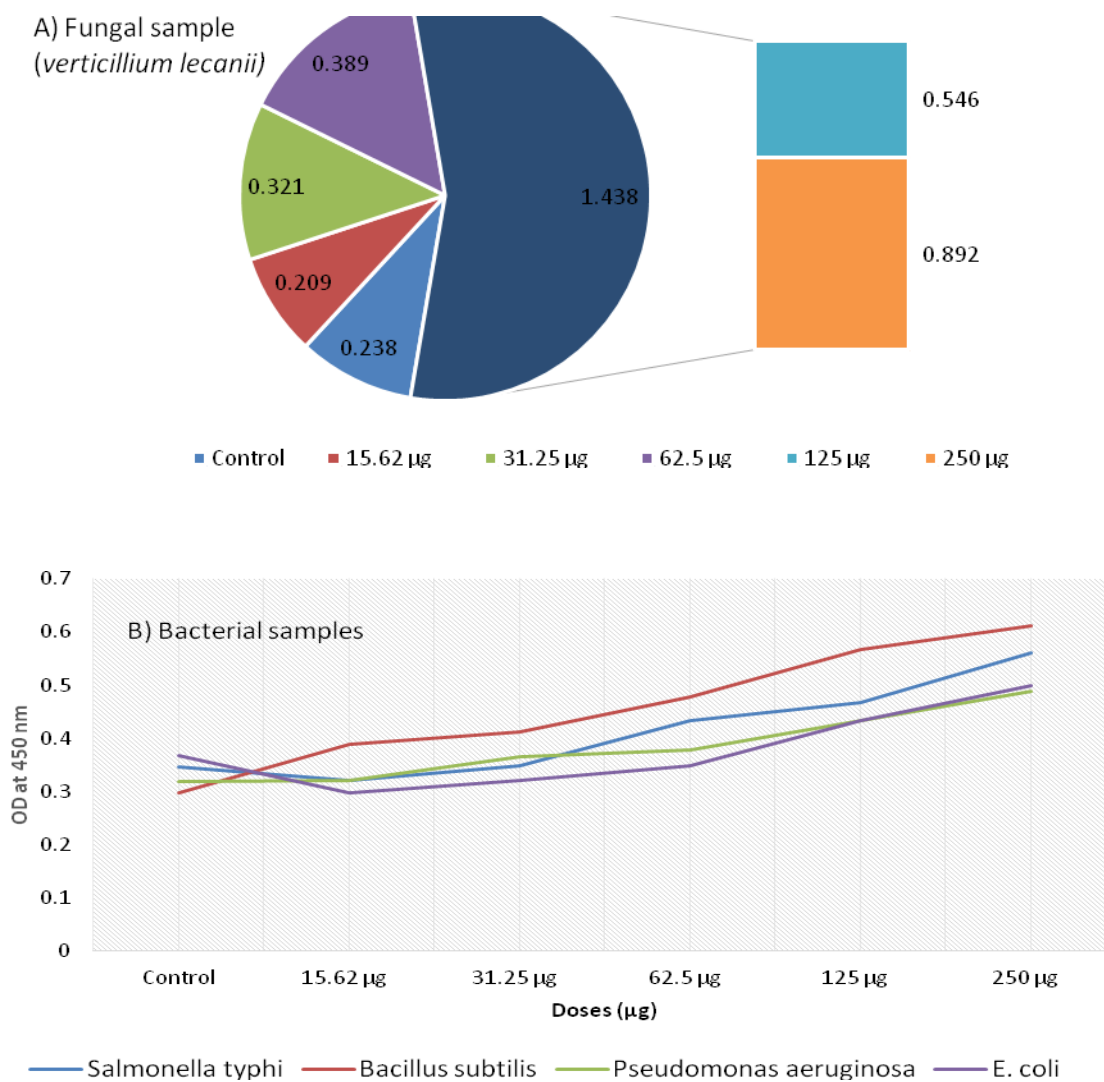 A) Fungal sample
(verticillium lecanii)
0.389
0.546
0.321
1.438
0.209
0.892
0.238
Control 15.62 µg 31.25 µg 62.5 µg 125 µg 250 µg
0.7
0.6
B) Bacterial samples
0.5
0.4
0.3
0.2
0.1
0
OD at 450 nm
Control 15.62 µg 31.25 µg 62.5 µg 125 µg 250 µg
Doses (µg)
Salmonella typhi Bacillus subtilis Pseudomonas aeruginosa E. coli